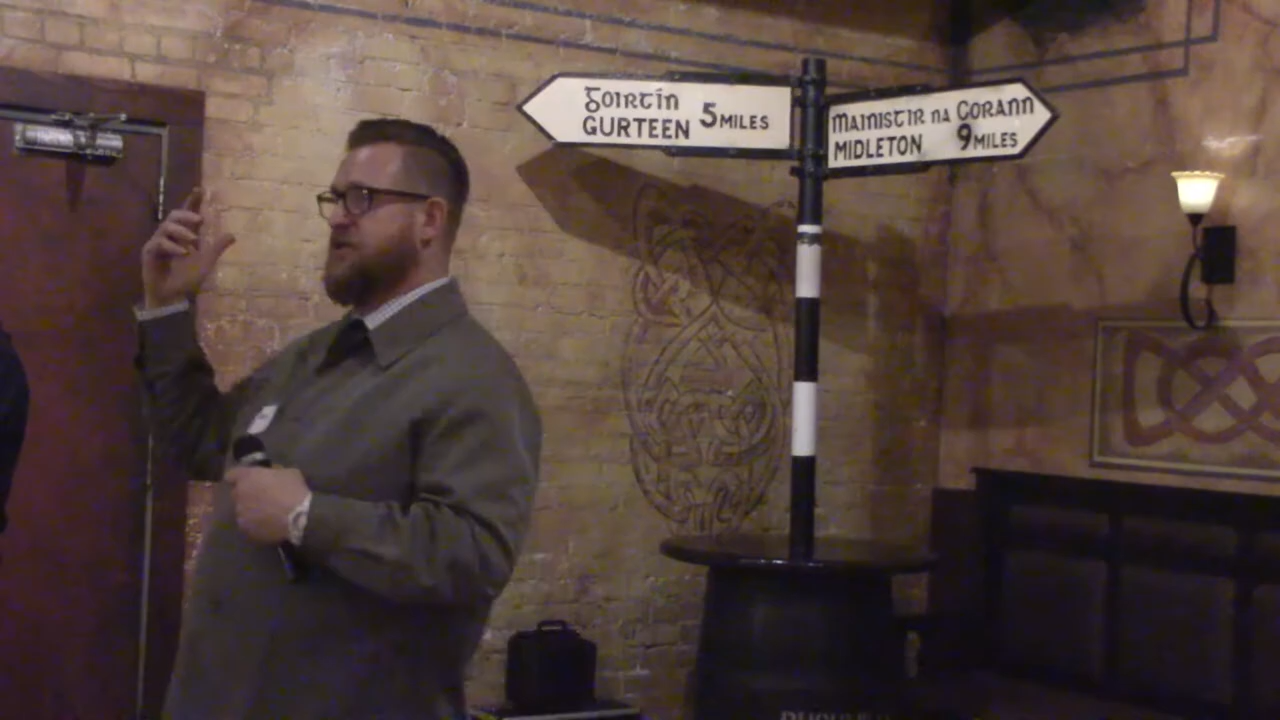 Goirtín
GURTEEN 5 MILES
Mainistir na Corann
MIDLETON 9 MILES